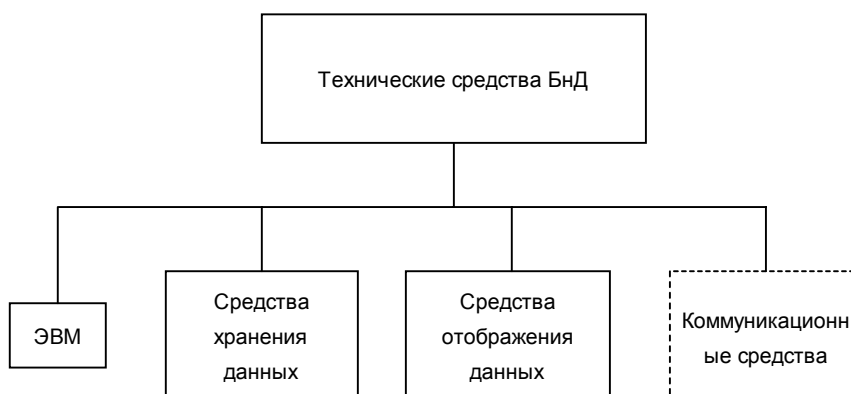 Технические средства БнД
ЭВМ
Средства
хранения
данных
Средства
отображения
данных
Коммуникационн
ые средства